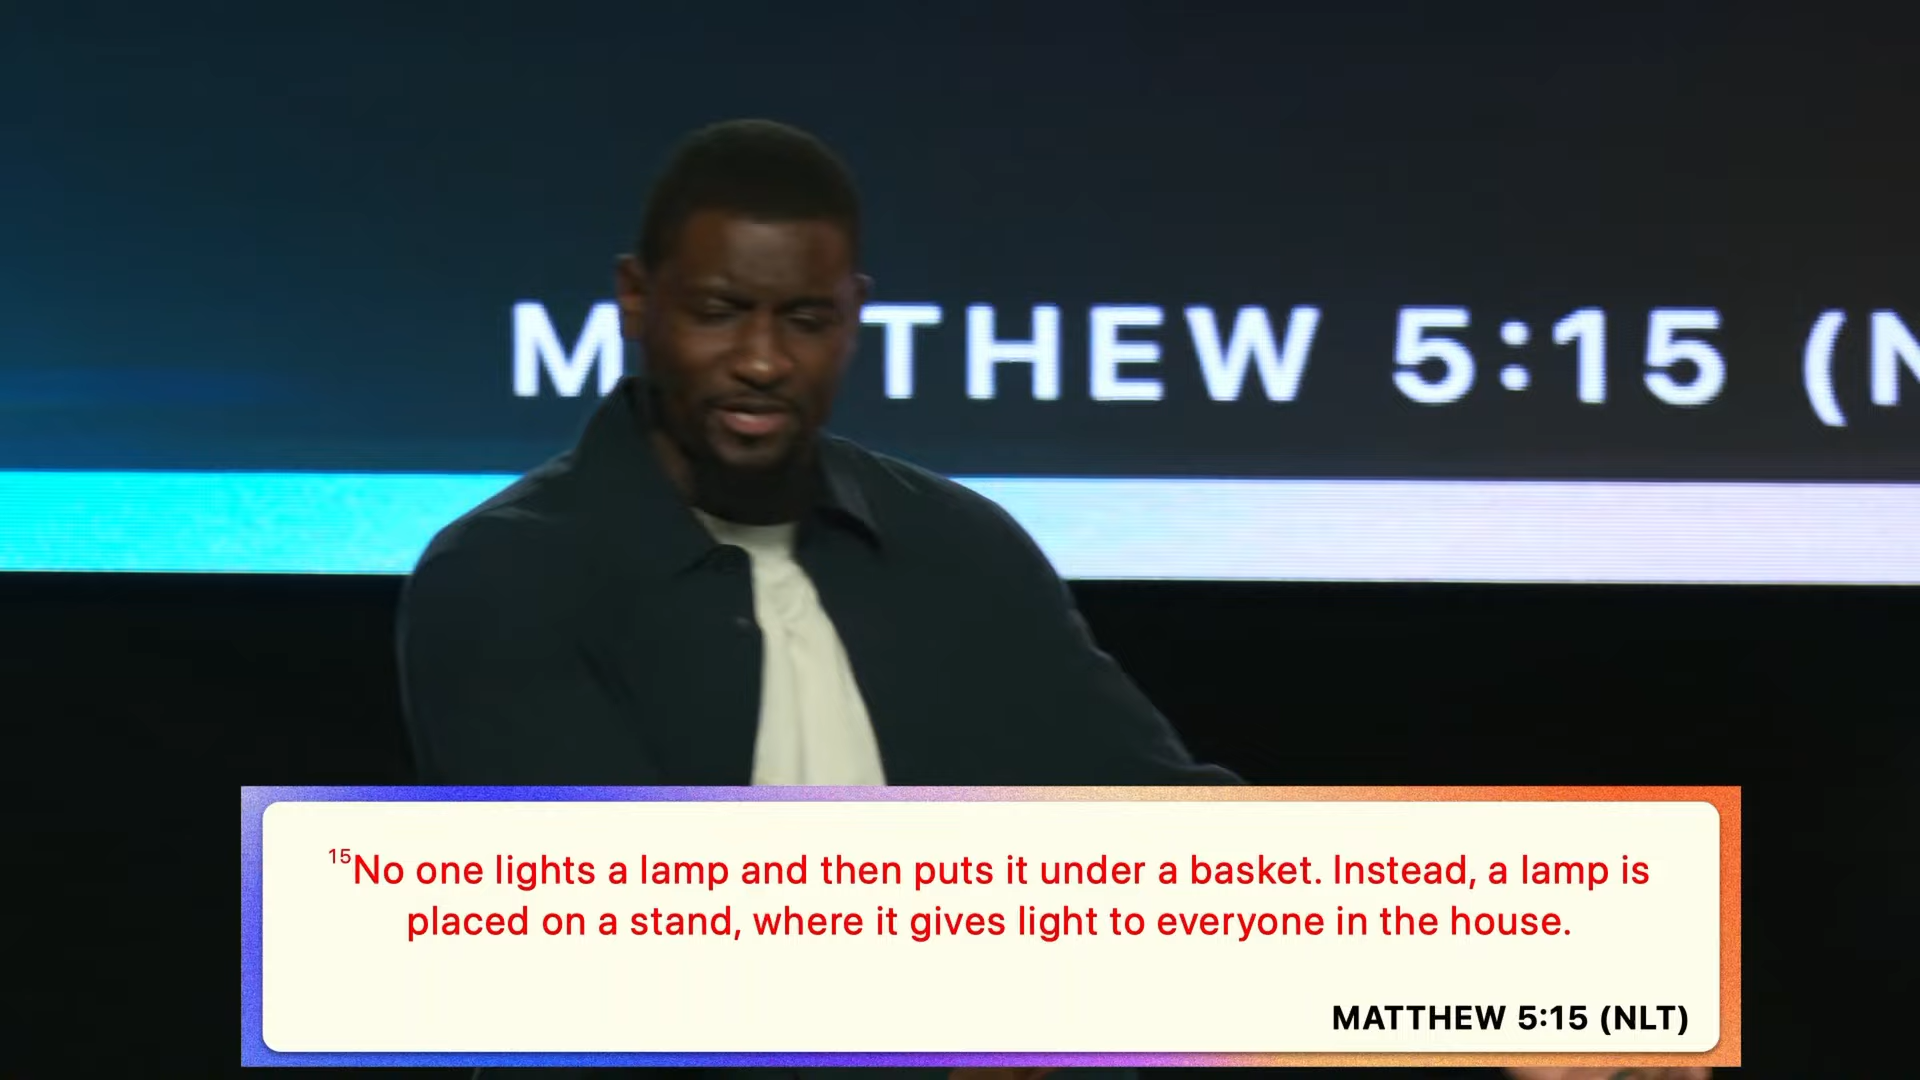 MATTHEW 5:15 (N
15No one lights a lamp and then puts it under a basket. Instead, a lamp is
placed on a stand, where it gives light to everyone in the house.
MATTHEW 5:15 (NLT)